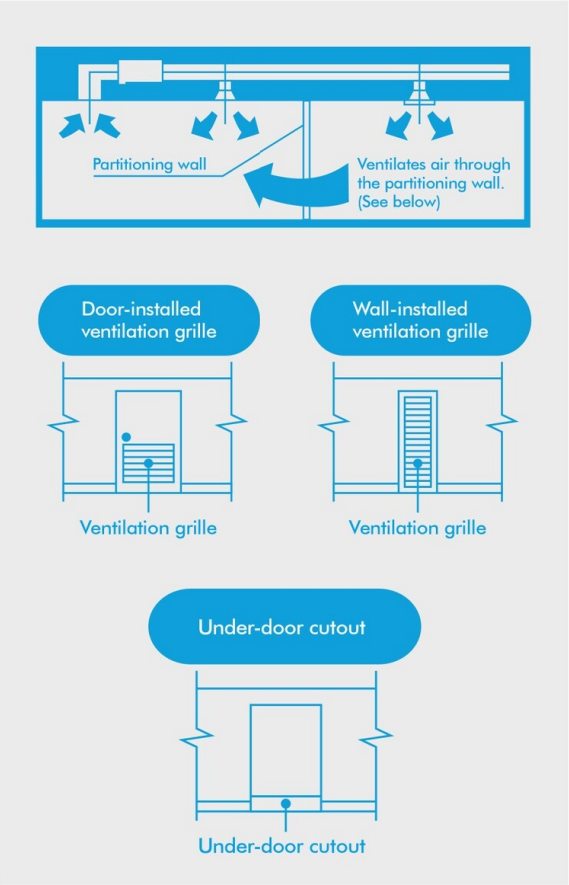 Partitioning wall
Ventilates air through
the partitioning wall.
(See below)
Door-installed
ventilation grille
Wall-installed
ventilation grille
Ventilation grille
Ventilation grille
Under-door cutout
Under-door cutout